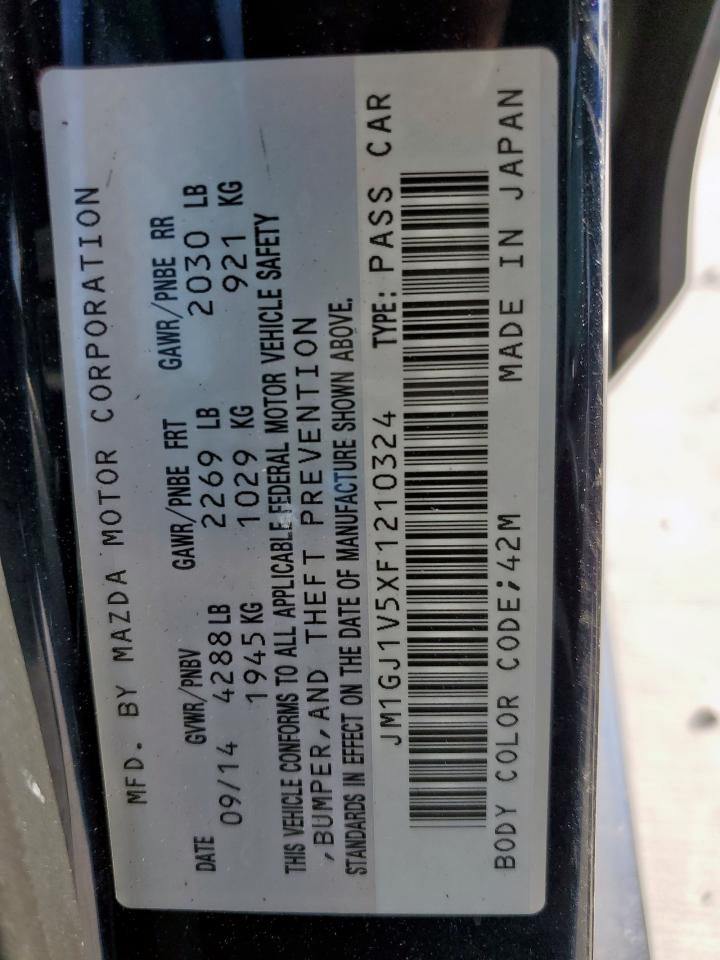 MFD. BY MAZDA MOTOR CORPORATION
DATE GVWR/PNBV GAWR/PNBE FRT GAWR/PNBE RR
09/14 4288LB 2269 LB 2030 LB
1945KG 1029 KG 921 KG
THIS VEHICLE CONFORMS TO ALL APPLICABLE FEDERAL MOTOR VEHICLE SAFETY
,BUMPER,AND THEFT PREVENTION
STANDARDS IN EFFECT ON THE DATE OF MANUFACTURE SHOWN ABOVE.
JM1GJ1V5XF1210324 TYPE: PASS CAR
BODY COLOR CODE;42M MADE IN JAPAN